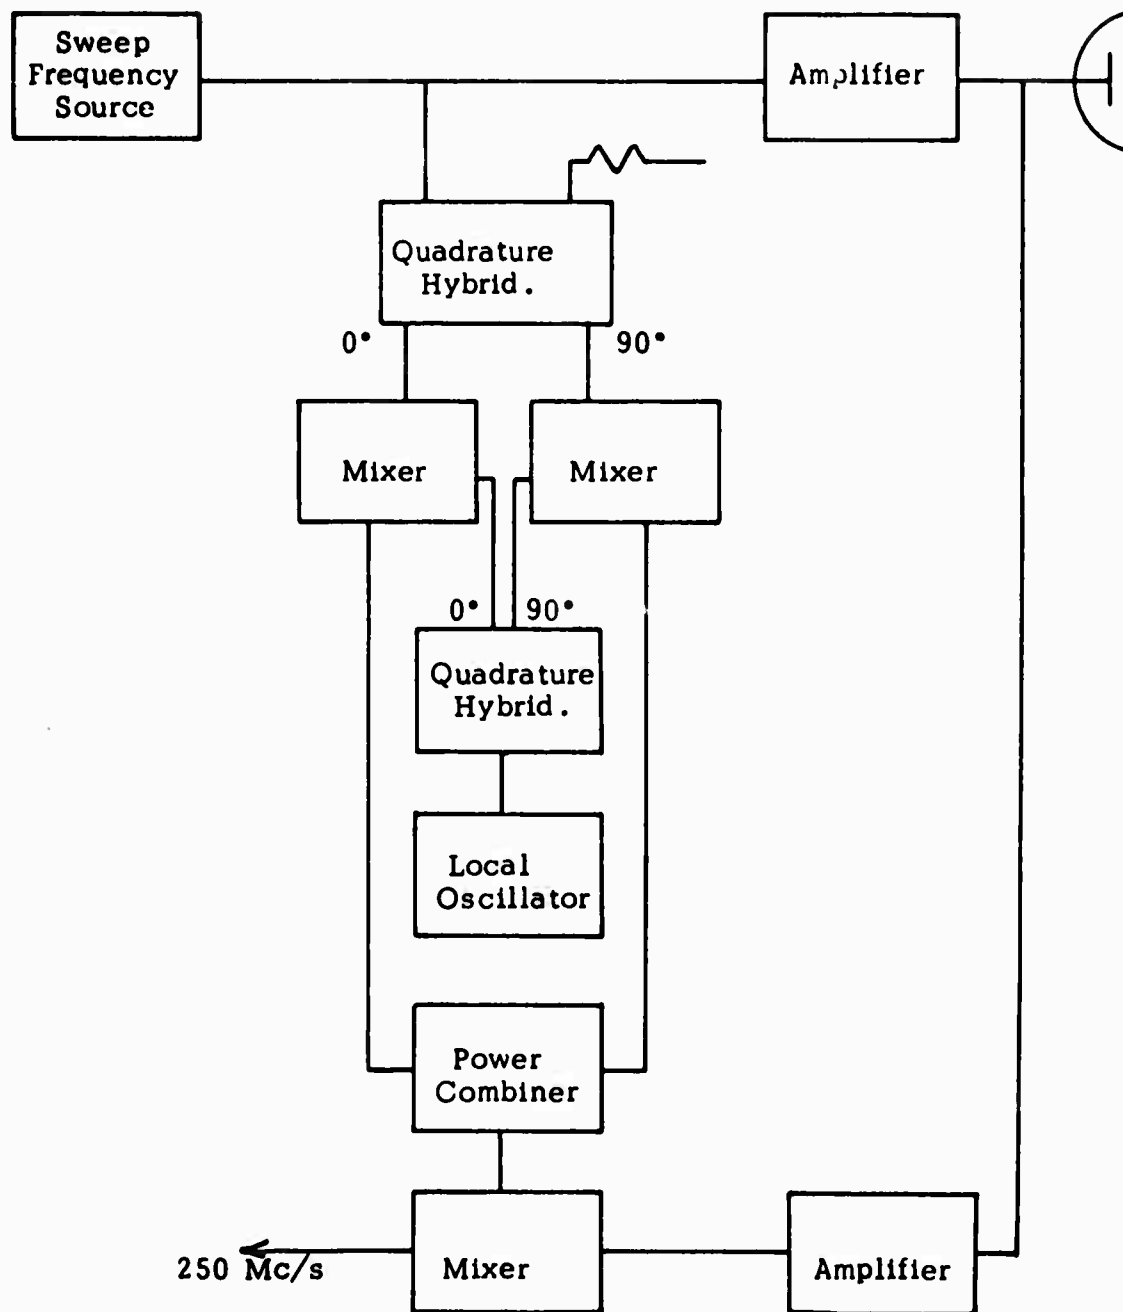 Sweep
Frequency
Source
Amplifier
Quadrature
Hybrid.
0°
90°
Mixer
Mixer
0°
90°
Quadrature
Hybrid.
Local
Oscillator
Power
Combiner
250 Mc/s
Mixer
Amplifier